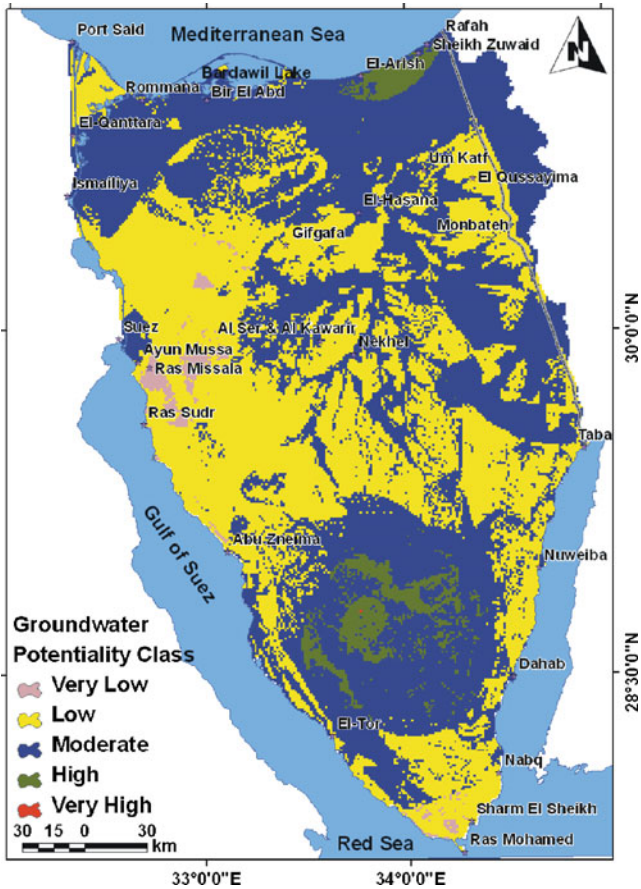 Port Said
Mediterranean Sea
Rafah
Sheikh Zuwaid
N
El-Arish
Bardawil Lake
Rommana
Bir El Abd
El-Qanttara
Um Katf
El Qussayima
Ismailiya
El-Hasana
Monbateh
Gifgafa
30°0'0"E
Suez
Al Ser & Al Kawarir
Nekhel
Ayun Mussa
Ras Missala
Ras Sudr
Taba
Gulf of Suez
Abu Zneima
Nuweiba
Groundwater
Potentiality Class
Very Low
Low
Moderate
High
Very High
Dahab
28°30'0"E
El-Tor
Nabq
Sharm El Sheikh
30 15 0 30
km
Red Sea
Ras Mohamed
33°0'0"E
34°0'0"E